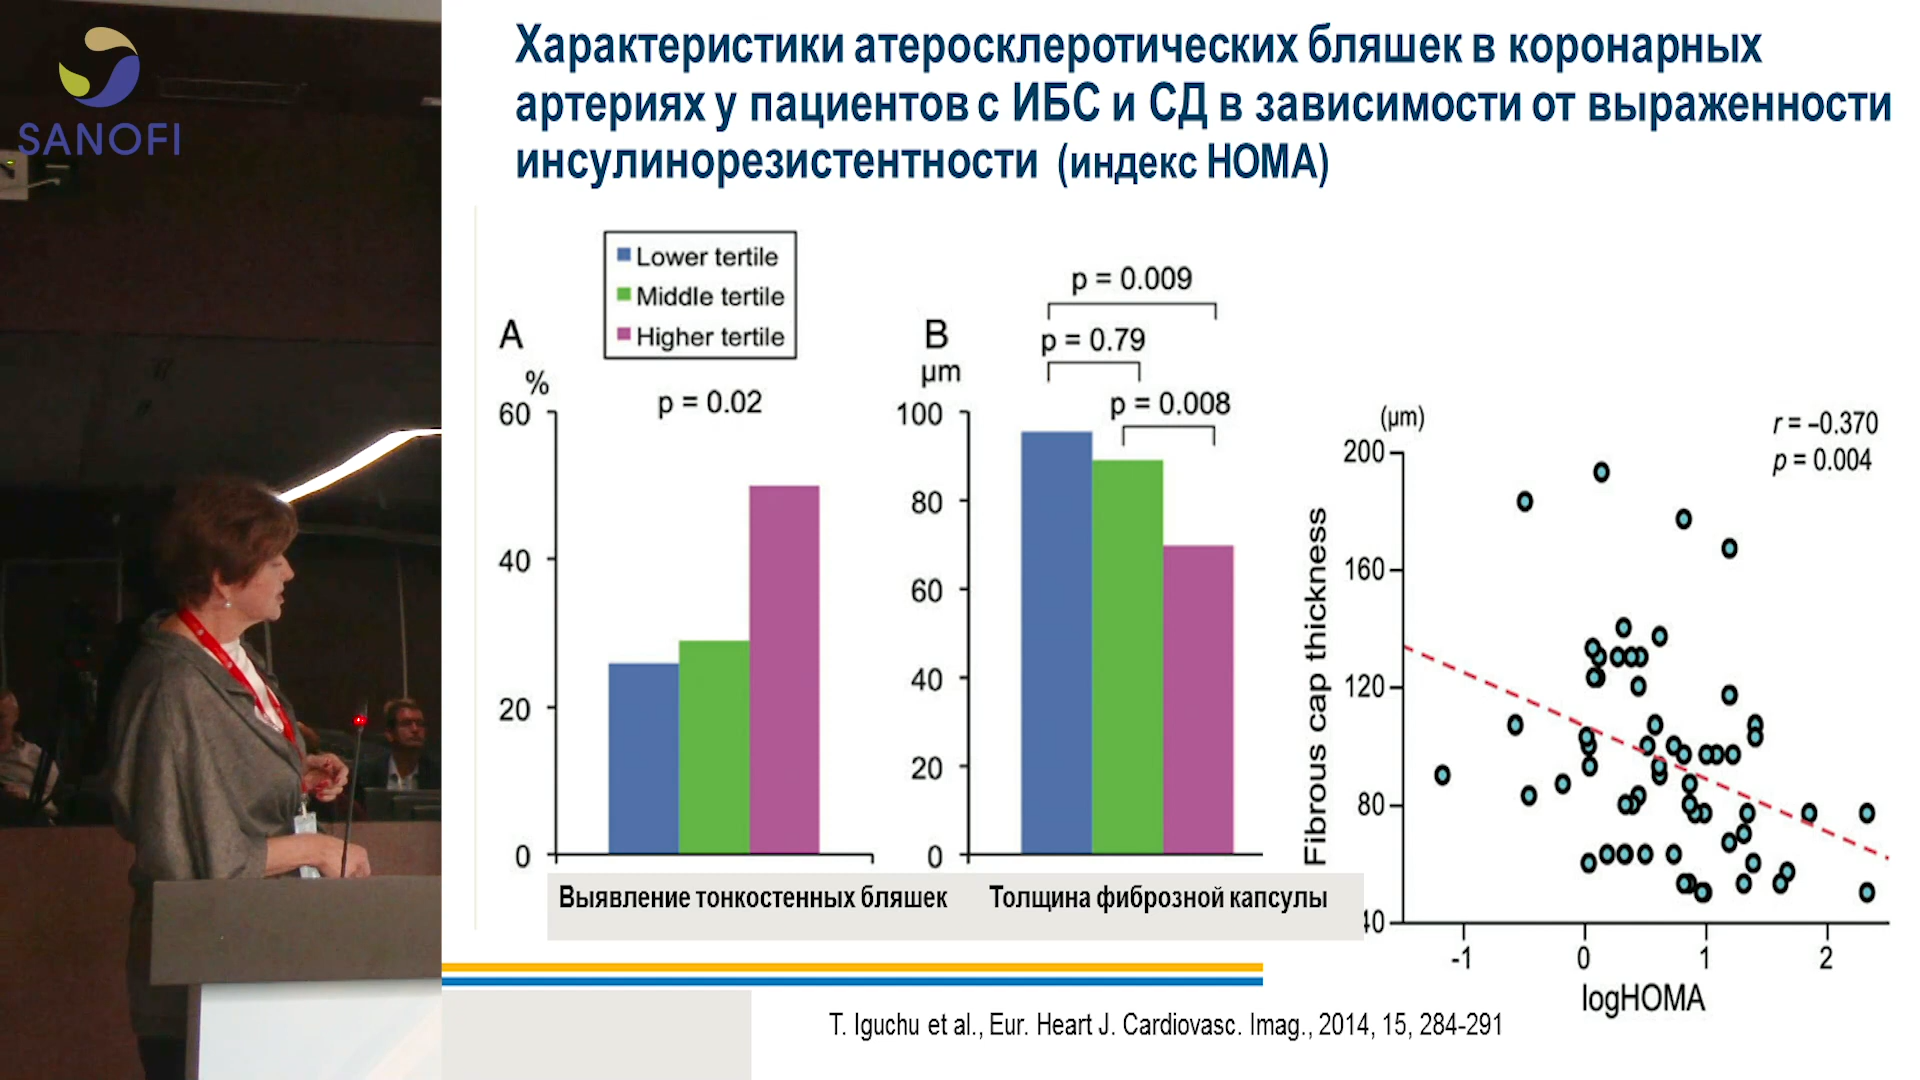 SANOFI
Характеристики атеросклеротических бляшек в коронарных
артериях у пациентов с ИБС и СД в зависимости от выраженности
инсулинорезистентности (индекс HOMA)
Lower tertile
Middle tertile
Higher tertile
A
%
p = 0.02
60
40
20
0
B
µm
p = 0.009
p = 0.79
p = 0.008
100
80
60
40
20
0
Выявление тонкостенных бляшек
Толщина фиброзной капсулы
(µm)
r = –0.370
p = 0.004
Fibrous cap thickness
200
160
120
80
40
-1 0 1 2
logHOMA
T. Iguchu et al., Eur. Heart J. Cardiovasc. Imag., 2014, 15, 284-291